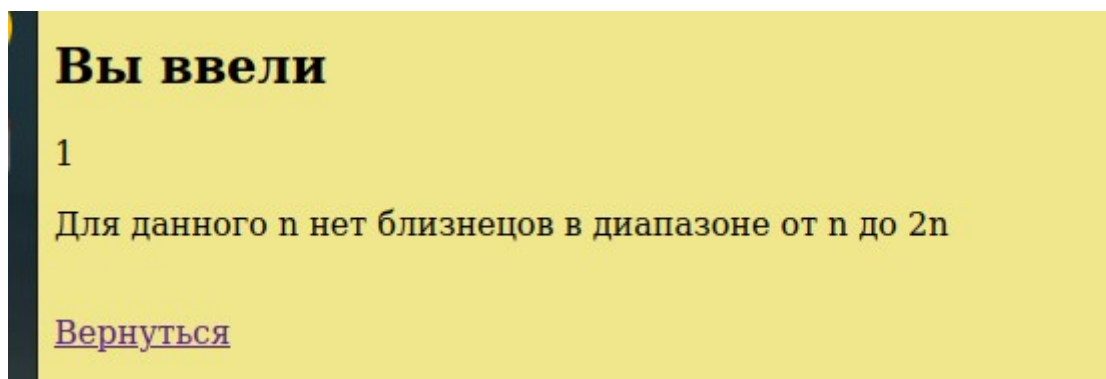 Вы ввели
1
Для данного n нет близнецов в диапазоне от n до 2n
Вернуться